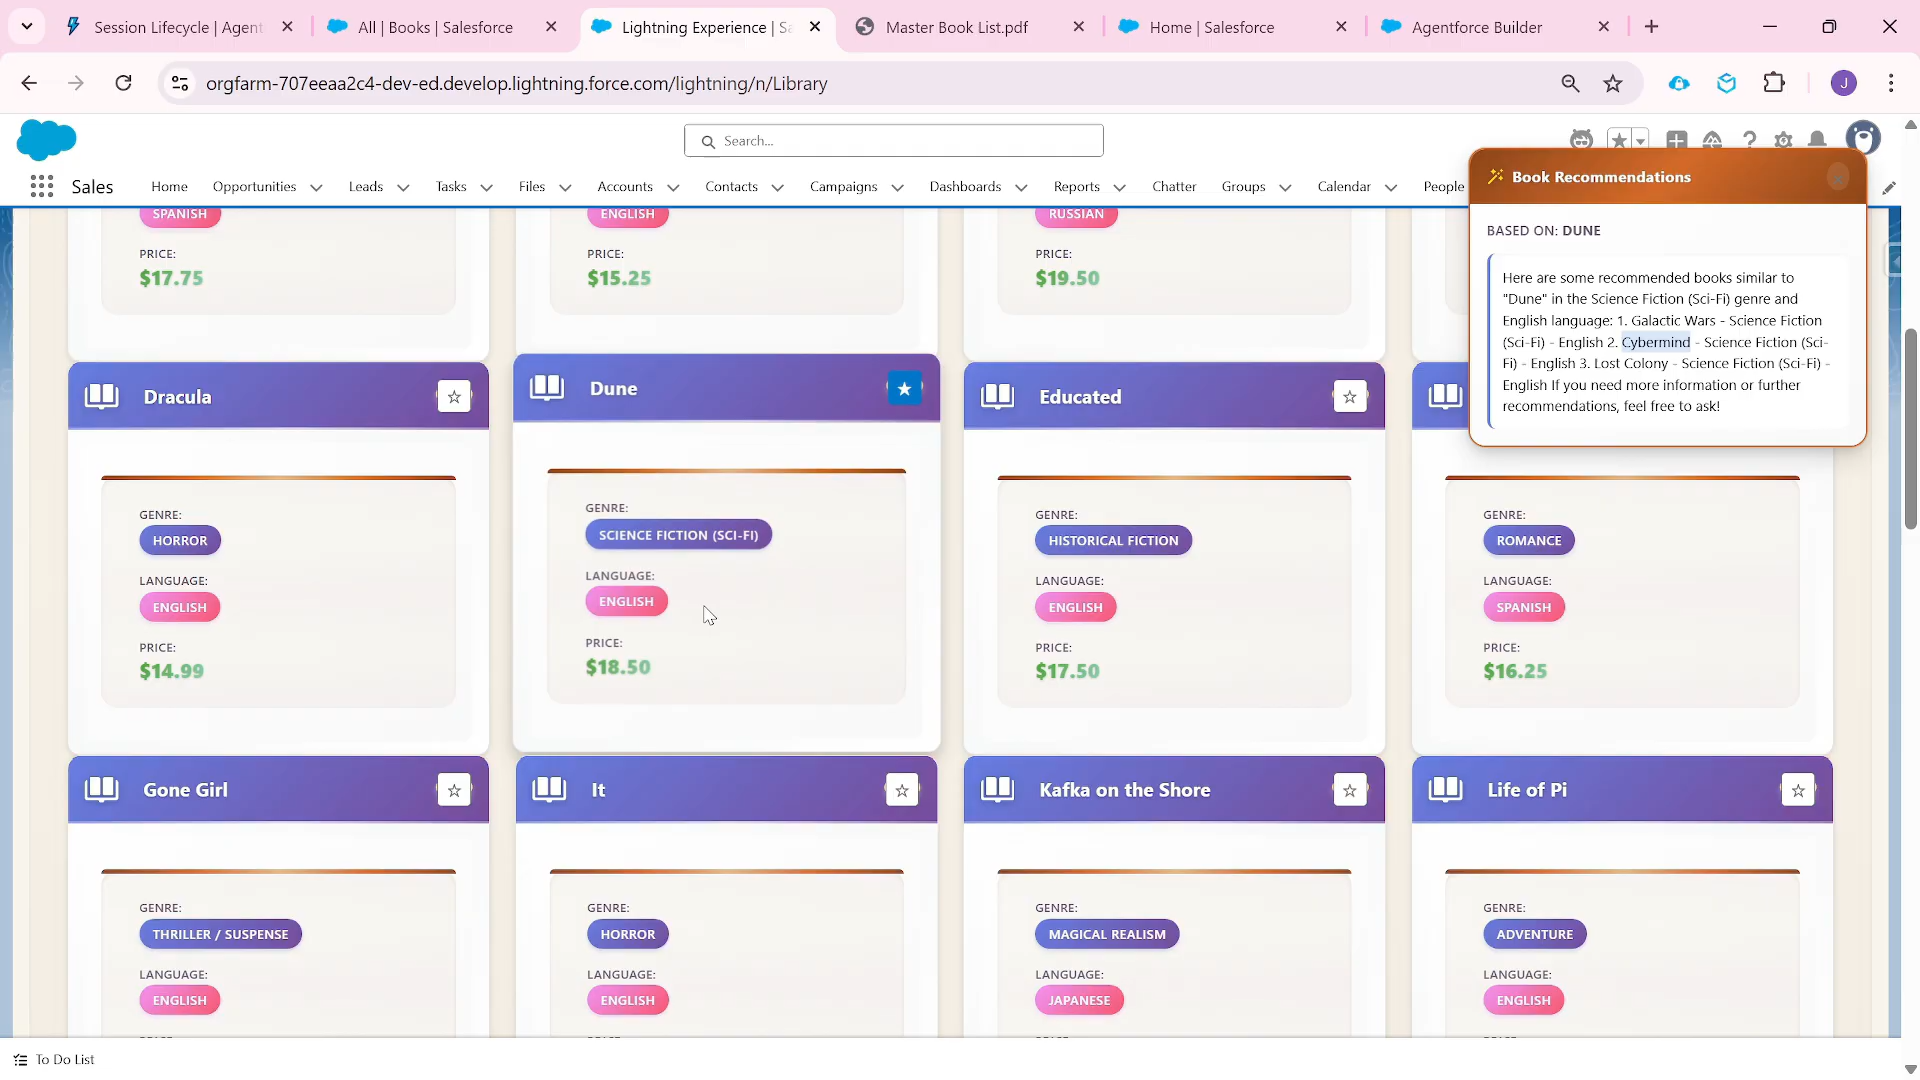 Session Lifecycle | Agent
All | Books | Salesforce
Lightning Experience | Sa
Master Book List.pdf
Home | Salesforce
Agentforce Builder
orgfarm-707eeaa2c4-dev-ed.develop.lightning.force.com/lightning/n/Library
J
Search...
Sales
Home
Opportunities
Leads
Tasks
Files
Accounts
Contacts
Campaigns
Dashboards
Reports
Chatter
Groups
Calendar
People
Book Recommendations
BASED ON: DUNE
Here are some recommended books similar to
"Dune" in the Science Fiction (Sci-Fi) genre and
English language: 1. Galactic Wars - Science Fiction
(Sci-Fi) - English 2. Cybermind - Science Fiction (Sci-
Fi) - English 3. Lost Colony - Science Fiction (Sci-Fi) -
English If you need more information or further
recommendations, feel free to ask!
SPANISH
PRICE:
$17.75
ENGLISH
PRICE:
$15.25
RUSSIAN
PRICE:
$19.50
Dracula
GENRE:
HORROR
LANGUAGE:
ENGLISH
PRICE:
$14.99
Dune
GENRE:
SCIENCE FICTION (SCI-FI)
LANGUAGE:
ENGLISH
PRICE:
$18.50
Educated
GENRE:
HISTORICAL FICTION
LANGUAGE:
ENGLISH
PRICE:
$17.50
GENRE:
ROMANCE
LANGUAGE:
SPANISH
PRICE:
$16.25
Gone Girl
GENRE:
THRILLER / SUSPENSE
LANGUAGE:
ENGLISH
It
GENRE:
HORROR
LANGUAGE:
ENGLISH
Kafka on the Shore
GENRE:
MAGICAL REALISM
LANGUAGE:
JAPANESE
Life of Pi
GENRE:
ADVENTURE
LANGUAGE:
ENGLISH
To Do List